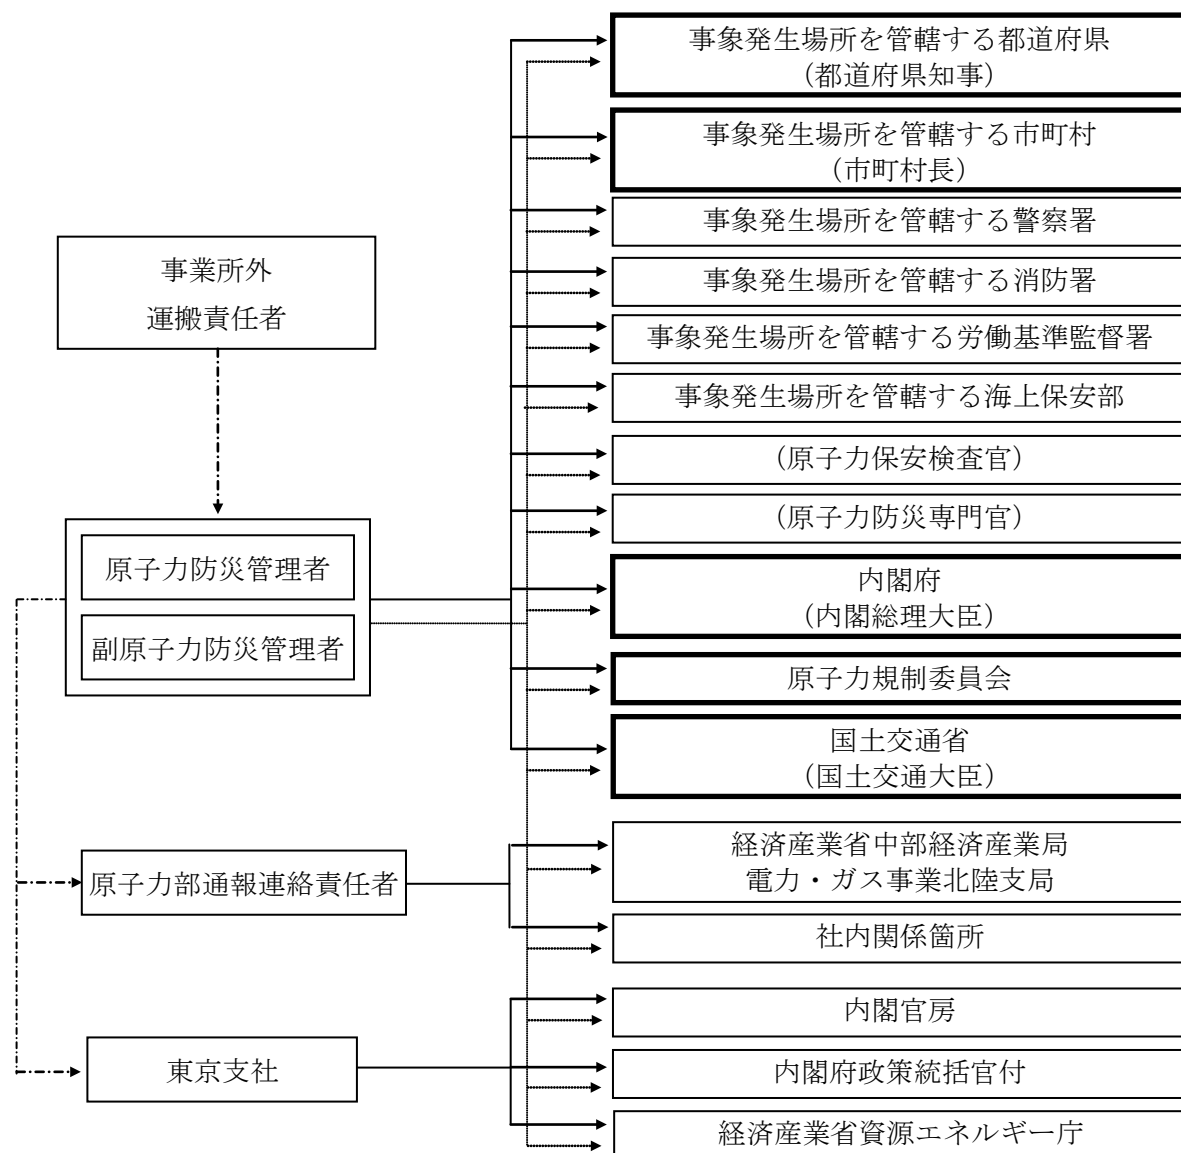 事象発生場所を管轄する都道府県
（都道府県知事）
事象発生場所を管轄する市町村
（市町村長）
事象発生場所を管轄する警察署
事業所外
運搬責任者
事象発生場所を管轄する消防署
事象発生場所を管轄する労働基準監督署
事象発生場所を管轄する海上保安部
（原子力保安検査官）
（原子力防災専門官）
原子力防災管理者
副原子力防災管理者
内閣府
（内閣総理大臣）
原子力規制委員会
国土交通省
（国土交通大臣）
原子力部通報連絡責任者
経済産業省中部経済産業局
電力・ガス事業北陸支局
社内関係箇所
東京支社
内閣官房
内閣府政策統括官付
経済産業省資源エネルギー庁